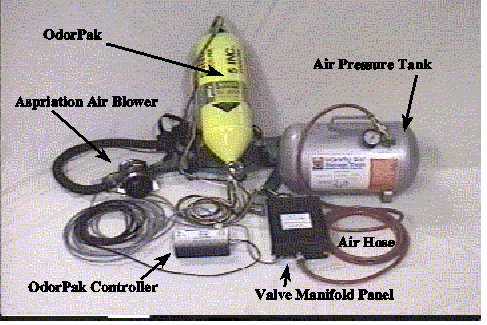 OdorPak
Air Pressure Tank
Aspriation Air Blower
Air Hose
OdorPak Controller
Valve Manifold Panel